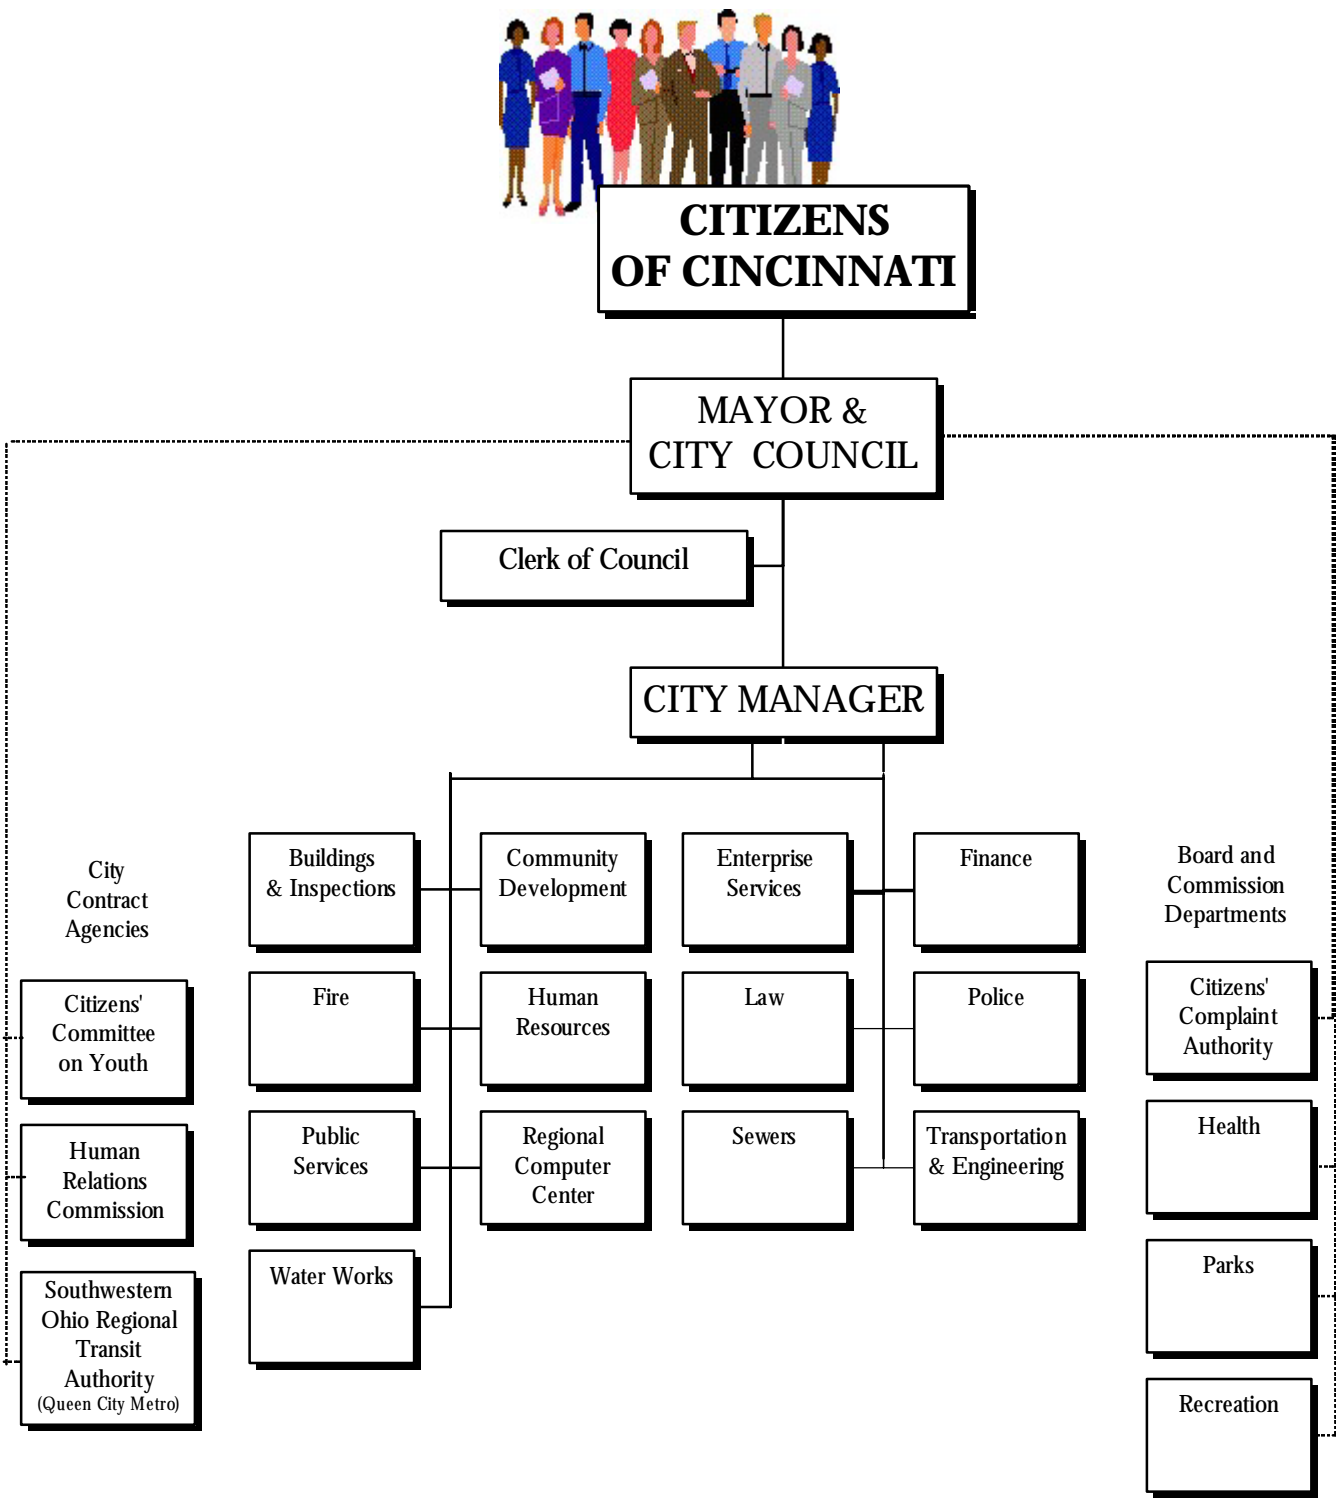 CITIZENS
OF CINCINNATI
MAYOR &
CITY COUNCIL
Clerk of Council
CITY MANAGER
City
Contract
Agencies
Citizens'
Committee
on Youth
Human
Relations
Commission
Southwestern
Ohio Regional
Transit
Authority
(Queen City Metro)
Buildings
& Inspections
Community
Development
Enterprise
Services
Finance
Fire
Human
Resources
Law
Police
Public
Services
Regional
Computer
Center
Sewers
Transportation
& Engineering
Water Works
Board and
Commission
Departments
Citizens'
Complaint
Authority
Health
Parks
Recreation